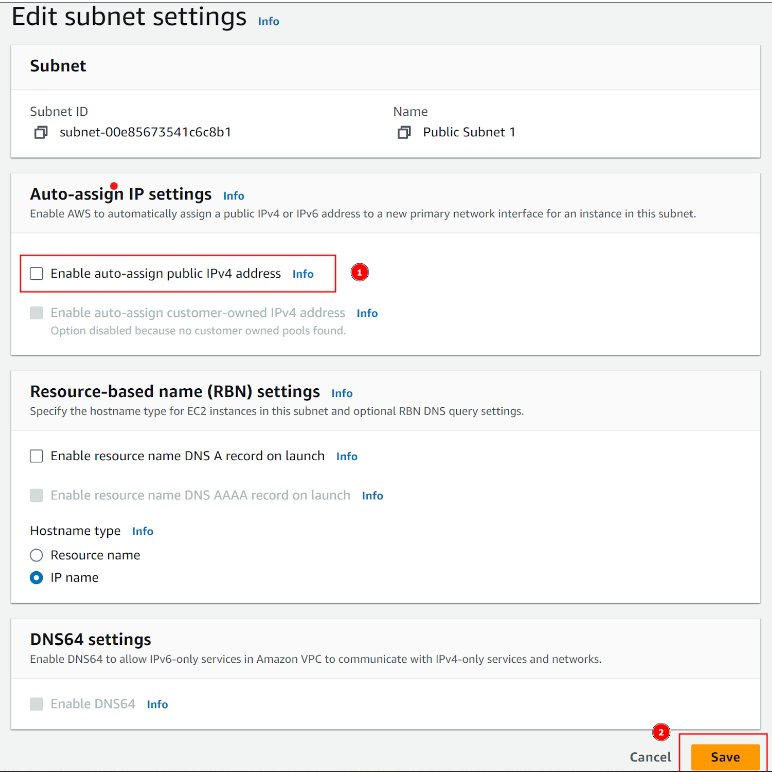 Edit subnet settings Info
Subnet
Subnet ID Name
subnet-00e85673541c6c8b1 Public Subnet 1
Auto-assign IP settings Info
Enable AWS to automatically assign a public IPv4 or IPv6 address to a new primary network interface for an instance in this subnet.
Enable auto-assign public IPv4 address Info 1
Enable auto-assign customer-owned IPv4 address Info
Option disabled because no customer owned pools found.
Resource-based name (RBN) settings Info
Specify the hostname type for EC2 instances in this subnet and optional RBN DNS query settings.
Enable resource name DNS A record on launch Info
Enable resource name DNS AAAA record on launch Info
Hostname type Info
Resource name
IP name
DNS64 settings
Enable DNS64 to allow IPv6-only services in Amazon VPC to communicate with IPv4-only services and networks.
Enable DNS64 Info
2
Cancel Save